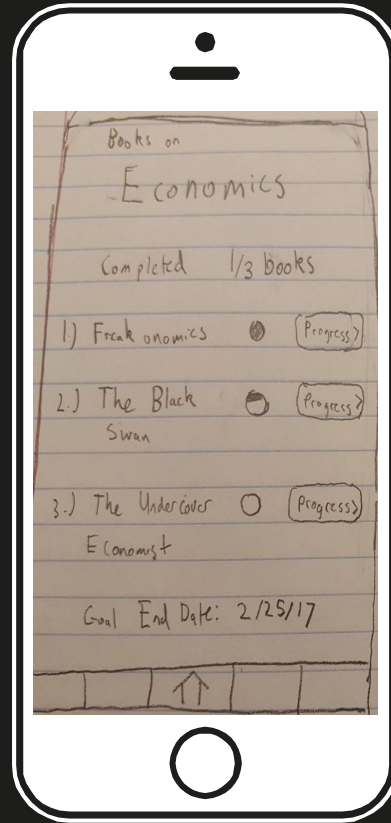 Books on
Economics
Completed 1/3 books
1.) Freakonomics Progress >
2.) The Black Progress >
Swan
3.) The Undercover Progress >
Economist
Goal End Date: 2/25/17